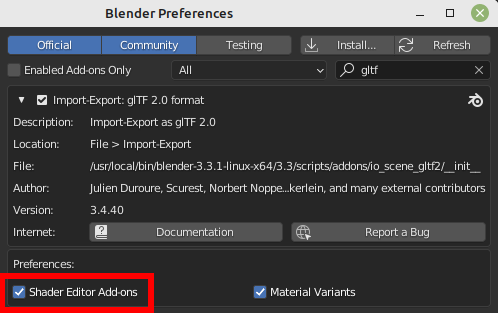 Blender Preferences
Official Community Testing Install... Refresh
Enabled Add-ons Only All gltf
Import-Export: glTF 2.0 format
Description: Import-Export as glTF 2.0
Location: File > Import-Export
File: /usr/local/bin/blender-3.3.1-linux-x64/3.3/scripts/addons/io_scene_gltf2/__init__
Author: Julien Duroure, Scurest, Norbert Noppe...kerlein, and many external contributors
Version: 3.4.40
Internet: Documentation Report a Bug
Preferences:
Shader Editor Add-ons Material Variants